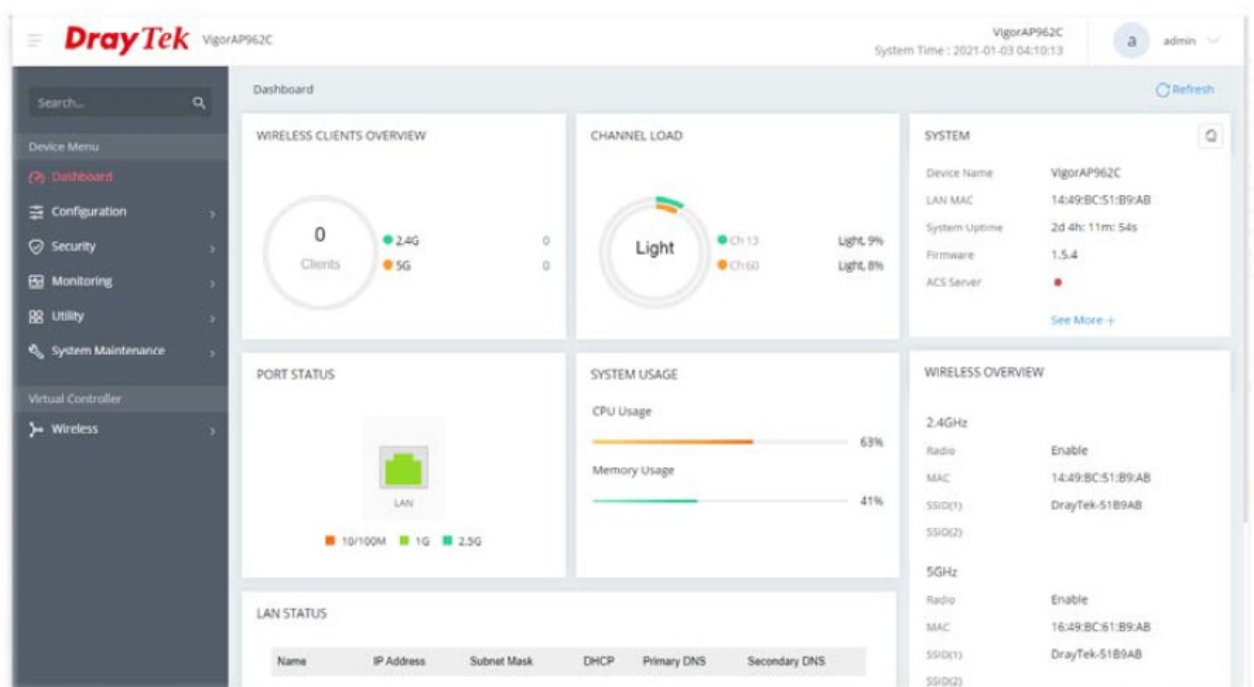 DrayTek VigorAP962C
VigorAP962C
System Time : 2021-01-03 04:10:13
a admin
Search...
Device Menu
Dashboard
Configuration
Security
Monitoring
Utility
System Maintenance
Virtual Controller
Wireless
Dashboard
Refresh
WIRELESS CLIENTS OVERVIEW
0
Clients
2.4G 0
5G 0
CHANNEL LOAD
Light
Ch 13 Light, 9%
Ch 60 Light, 8%
SYSTEM
Device Name VigorAP962C
LAN MAC 14:49:BC:51:B9:AB
System Uptime 2d 4h: 11m: 54s
Firmware 1.5.4
ACS Server
See More +
PORT STATUS
LAN
10/100M 1G 2.5G
SYSTEM USAGE
CPU Usage
63%
Memory Usage
41%
WIRELESS OVERVIEW
2.4GHz
Radio Enable
MAC 14:49:BC:51:B9:AB
SSID(1) DrayTek-51B9AB
SSID(2)
5GHz
Radio Enable
MAC 16:49:BC:61:B9:AB
SSID(1) DrayTek-51B9AB
SSID(2)
LAN STATUS
Name IP Address Subnet Mask DHCP Primary DNS Secondary DNS